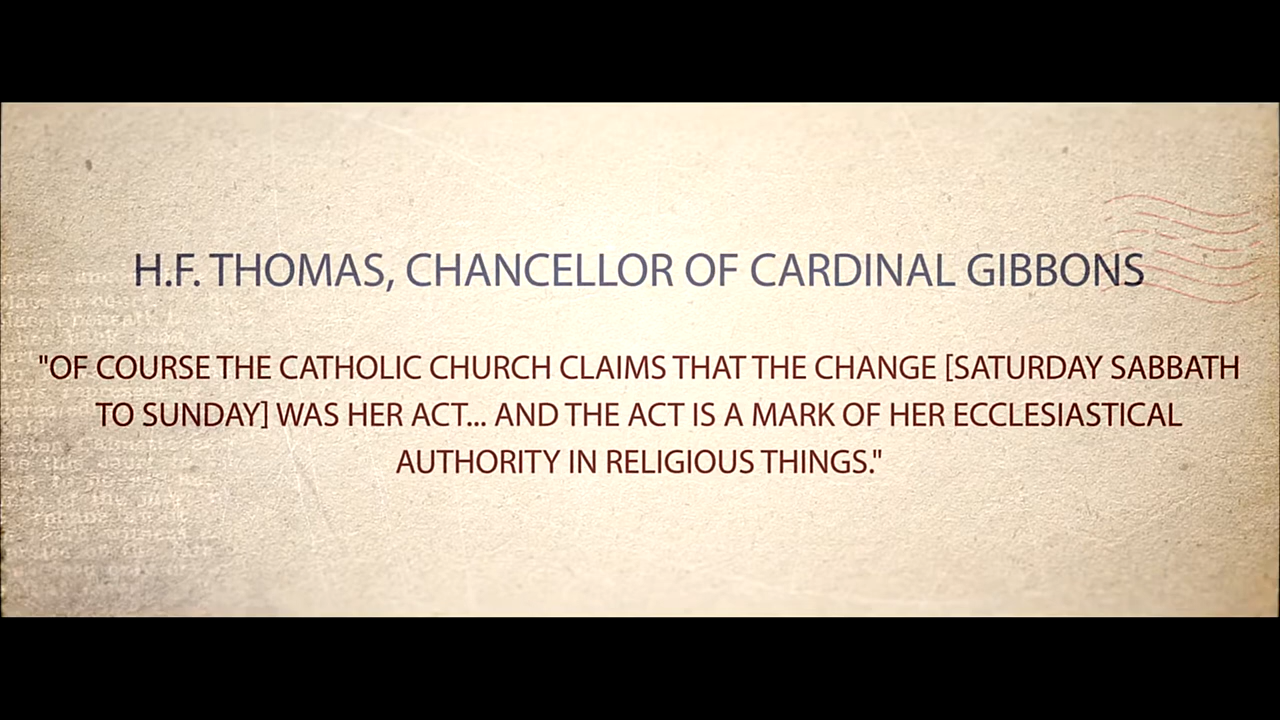 H.F. THOMAS, CHANCELLOR OF CARDINAL GIBBONS
"OF COURSE THE CATHOLIC CHURCH CLAIMS THAT THE CHANGE [SATURDAY SABBATH
TO SUNDAY] WAS HER ACT... AND THE ACT IS A MARK OF HER ECCLESIASTICAL
AUTHORITY IN RELIGIOUS THINGS."